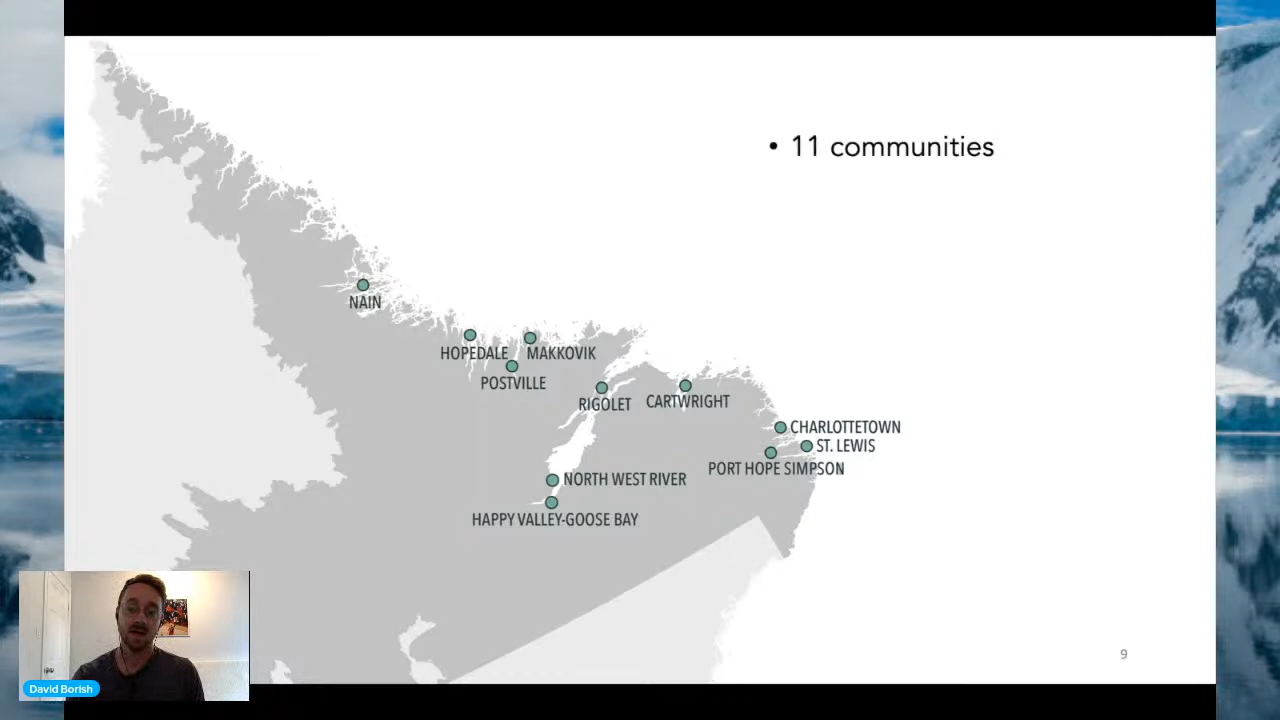 • 11 communities
NAIN
HOPEDALE
MAKKOVIK
POSTVILLE
RIGOLET
CARTWRIGHT
CHARLOTTETOWN
ST. LEWIS
PORT HOPE SIMPSON
NORTH WEST RIVER
HAPPY VALLEY-GOOSE BAY
9
David Borish